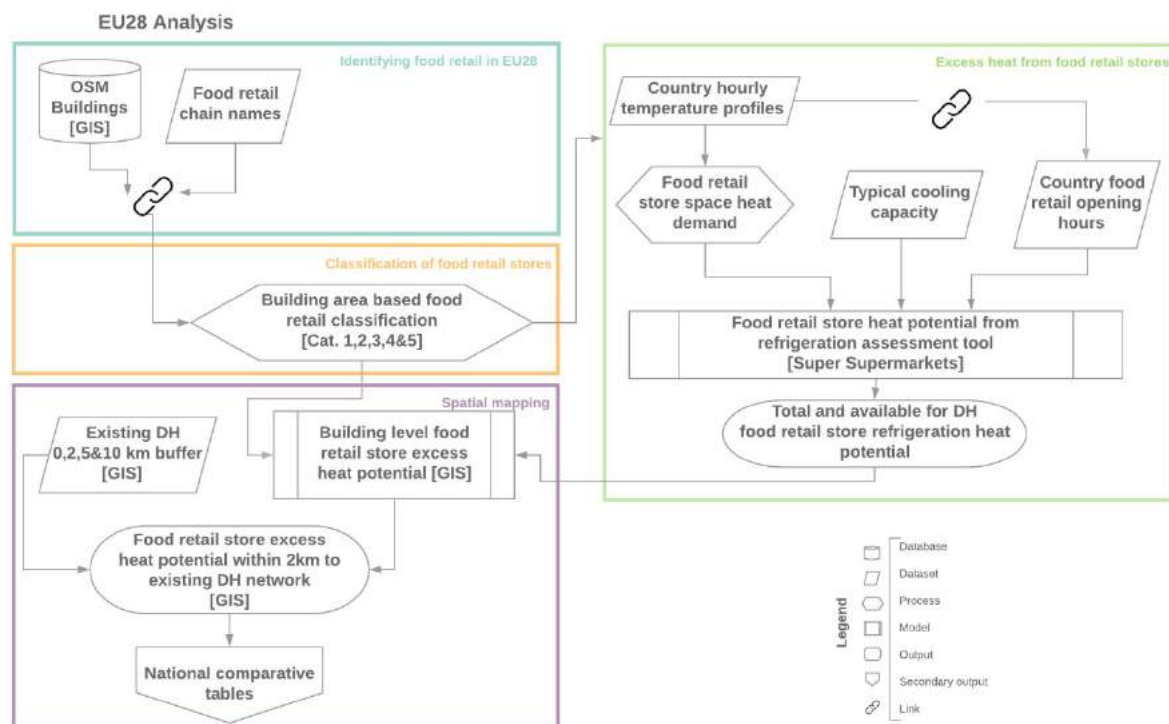 EU28 Analysis
Identifying food retail in EU28
OSM
Buildings
[GIS]
Food retail
chain names
Classification of food retail stores
Building area based food
retail classification
[Cat. 1,2,3,4&5]
Spatial mapping
Existing DH
0,2,5&10 km buffer
[GIS]
Building level food
retail store excess
heat potential [GIS]
Food retail store excess
heat potential within 2km to
existing DH network
[GIS]
National comparative
tables
Excess heat from food retail stores
Country hourly
temperature profiles
Food retail
store space heat
demand
Typical cooling
capacity
Country food
retail opening
hours
Food retail store heat potential from
refrigeration assessment tool
[Super Supermarkets]
Total and available for DH
food retail store refrigeration heat
potential
Legend
Database
Dataset
Process
Model
Output
Secondary output
Link